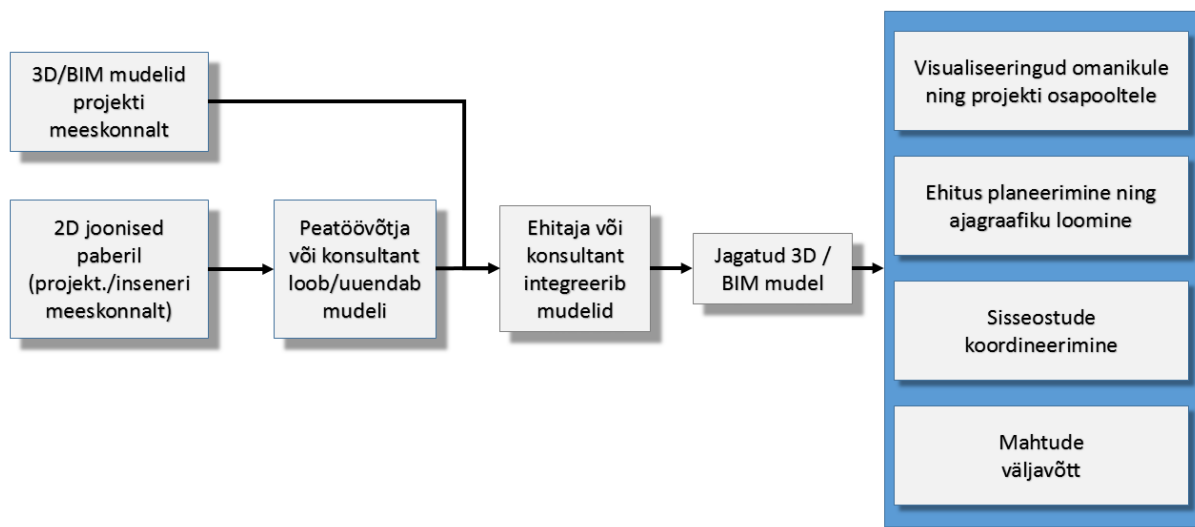 3D/BIM mudelid
projekti
meeskonnalt
2D joonised
paberil
(projekt./inseneri
meeskonnalt)
Peatöövõtja
või konsultant
loob/uuendab
mudeli
Ehitaja või
konsultant
integreerib
mudelid
Jagatud 3D /
BIM mudel
Visualiseeringud omanikule
ning projekti osapooltele
Ehitus planeerimine ning
ajagraafiku loomine
Sisseostude
koordineerimine
Mahtude
väljavõtt